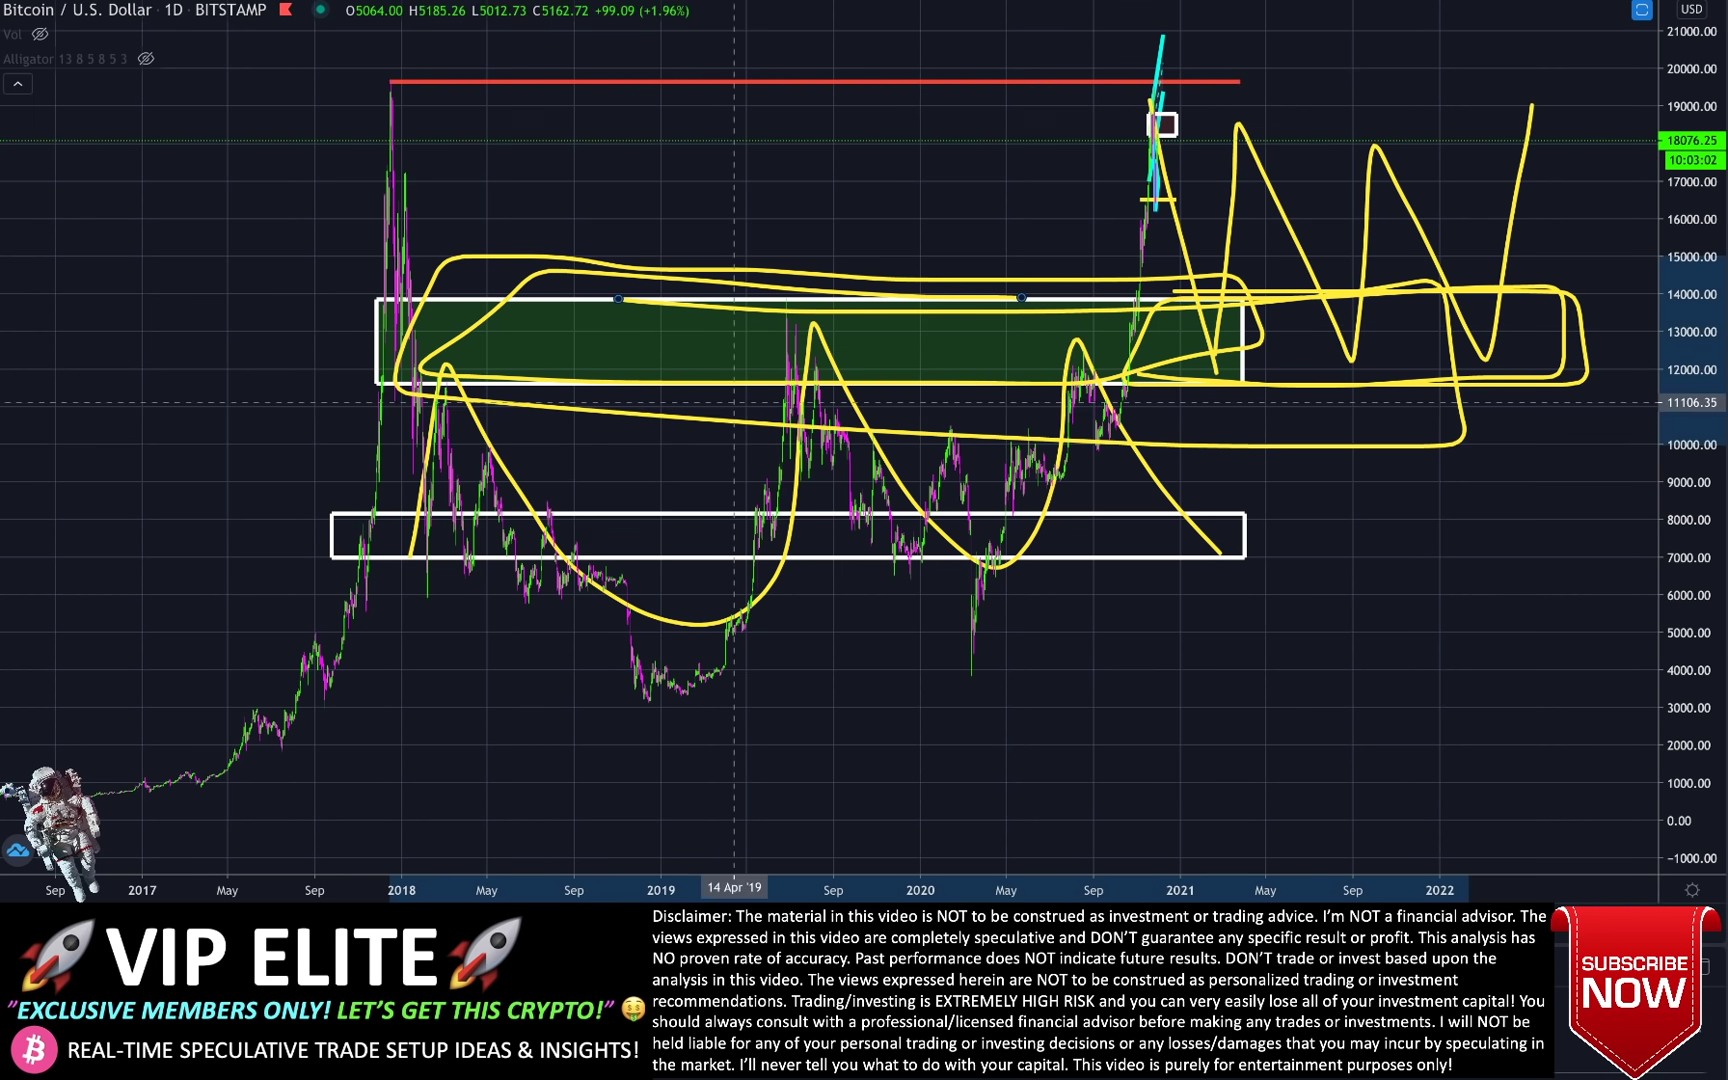 Bitcoin / U.S. Dollar · 1D · BITSTAMP
O5064.00 H5185.26 L5012.73 C5162.72 +99.09 (+1.96%)
USD
Vol
Alligator 13 8 5 8 5 3
21000.00
20000.00
19000.00
18076.25
10:03:02
17000.00
16000.00
15000.00
14000.00
13000.00
12000.00
11106.35
10000.00
9000.00
8000.00
7000.00
6000.00
5000.00
4000.00
3000.00
2000.00
1000.00
0.00
-1000.00
Sep 2017 May Sep 2018 May Sep 2019 14 Apr '19 Sep 2020 May Sep 2021 May Sep 2022
VIP ELITE
"EXCLUSIVE MEMBERS ONLY! LET'S GET THIS CRYPTO!"
REAL-TIME SPECULATIVE TRADE SETUP IDEAS & INSIGHTS!
Disclaimer: The material in this video is NOT to be construed as investment or trading advice. I'm NOT a financial advisor. The
views expressed in this video are completely speculative and DON'T guarantee any specific result or profit. This analysis has
NO proven rate of accuracy. Past performance does NOT indicate future results. DON'T trade or invest based upon the
analysis in this video. The views expressed herein are NOT to be construed as personalized trading or investment
recommendations. Trading/investing is EXTREMELY HIGH RISK and you can very easily lose all of your investment capital! You
should always consult with a professional/licensed financial advisor before making any trades or investments. I will NOT be
held liable for any of your personal trading or investing decisions or any losses/damages that you may incur by speculating in
the market. I'll never tell you what to do with your capital. This video is purely for entertainment purposes only!
SUBSCRIBE
NOW